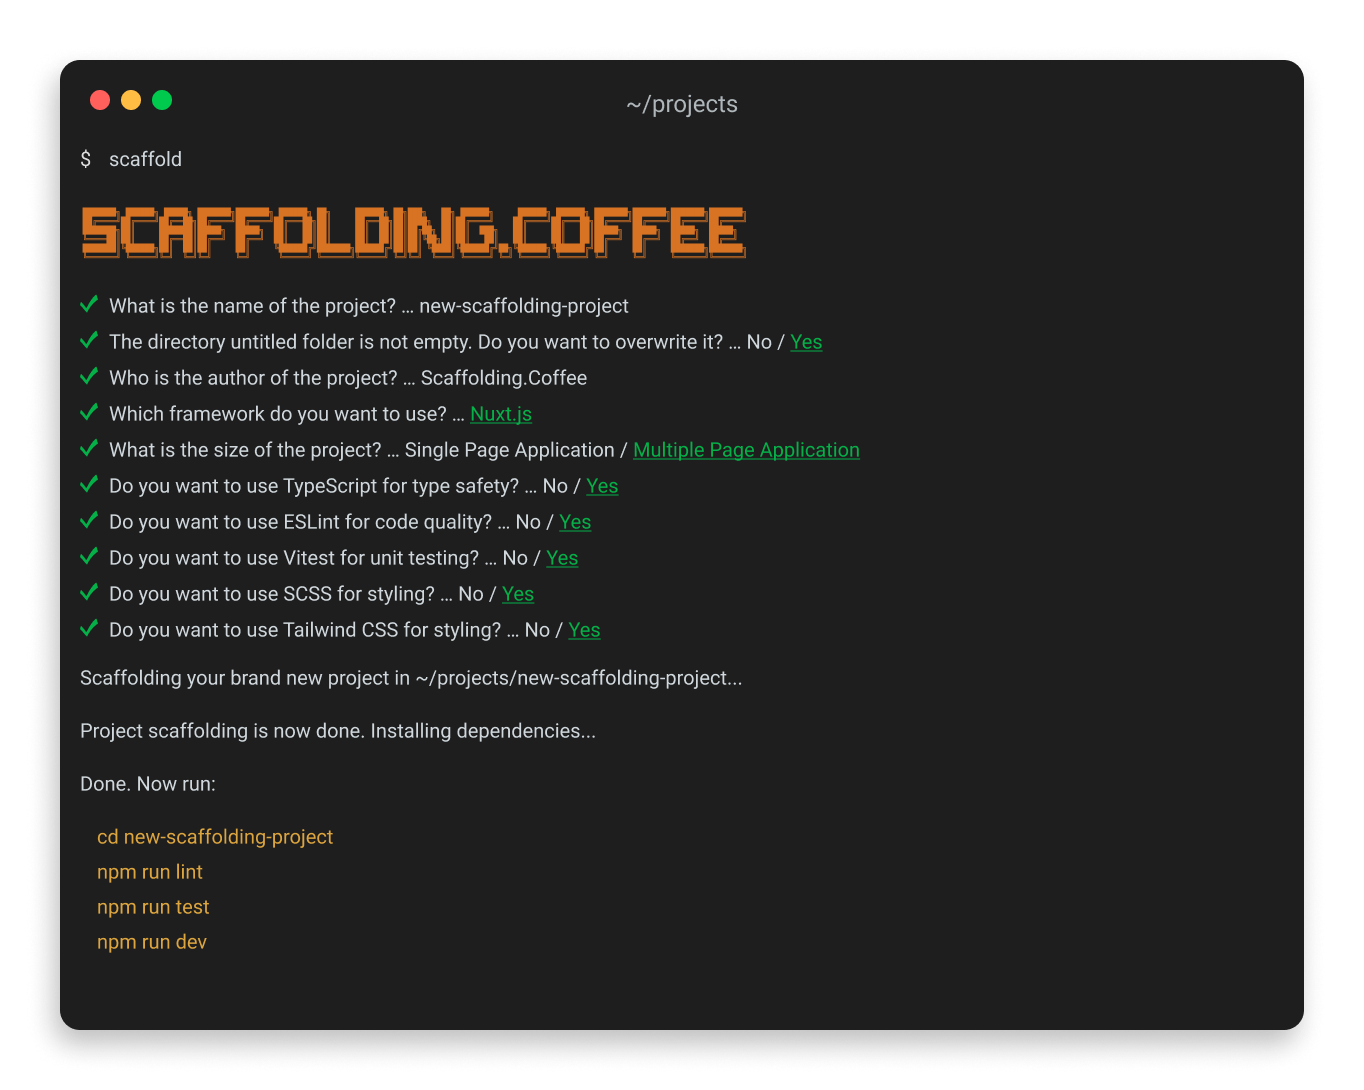 ~/projects
$ scaffold
SCAFFOLDING.COFFEE
What is the name of the project? … new-scaffolding-project
The directory untitled folder is not empty. Do you want to overwrite it? … No / Yes
Who is the author of the project? … Scaffolding.Coffee
Which framework do you want to use? … Nuxt.js
What is the size of the project? … Single Page Application / Multiple Page Application
Do you want to use TypeScript for type safety? … No / Yes
Do you want to use ESLint for code quality? … No / Yes
Do you want to use Vitest for unit testing? … No / Yes
Do you want to use SCSS for styling? … No / Yes
Do you want to use Tailwind CSS for styling? … No / Yes
Scaffolding your brand new project in ~/projects/new-scaffolding-project...
Project scaffolding is now done. Installing dependencies...
Done. Now run:
cd new-scaffolding-project
npm run lint
npm run test
npm run dev